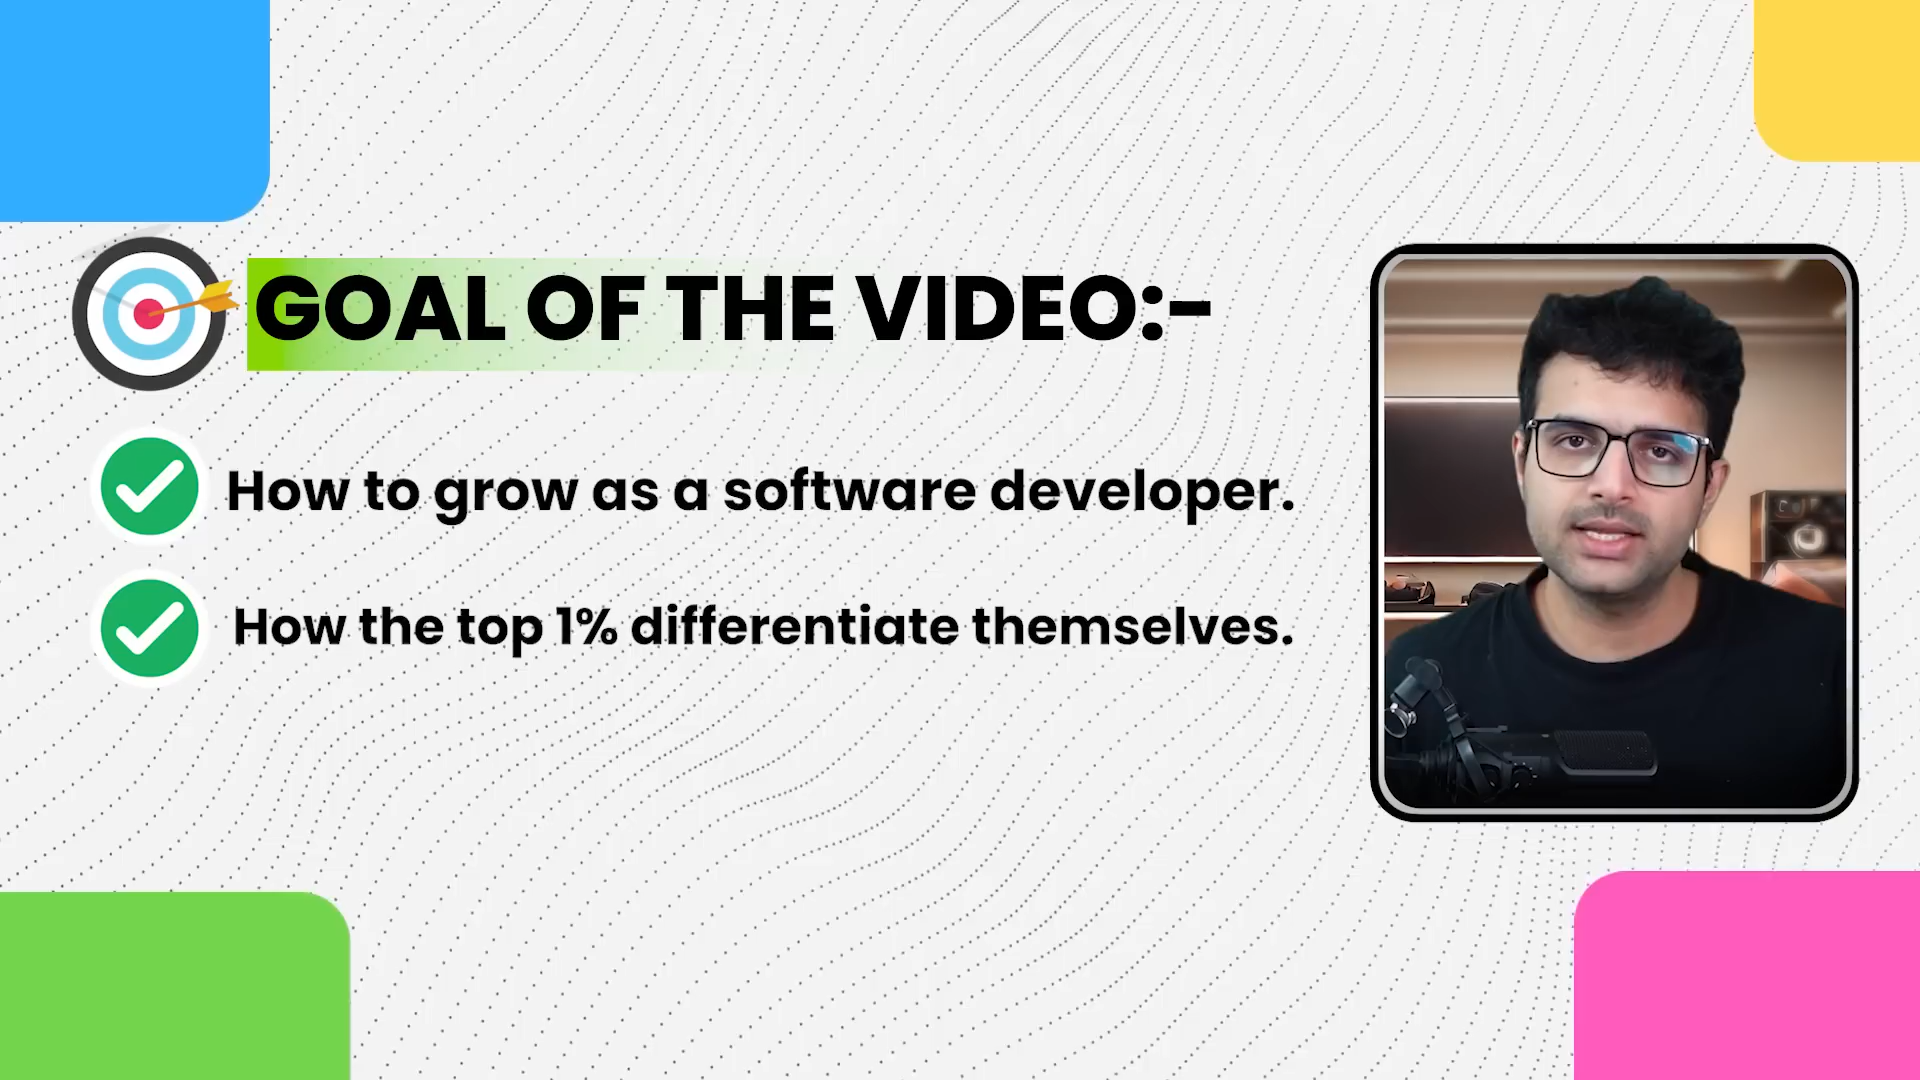 GOAL OF THE VIDEO:-
How to grow as a software developer.
How the top 1% differentiate themselves.